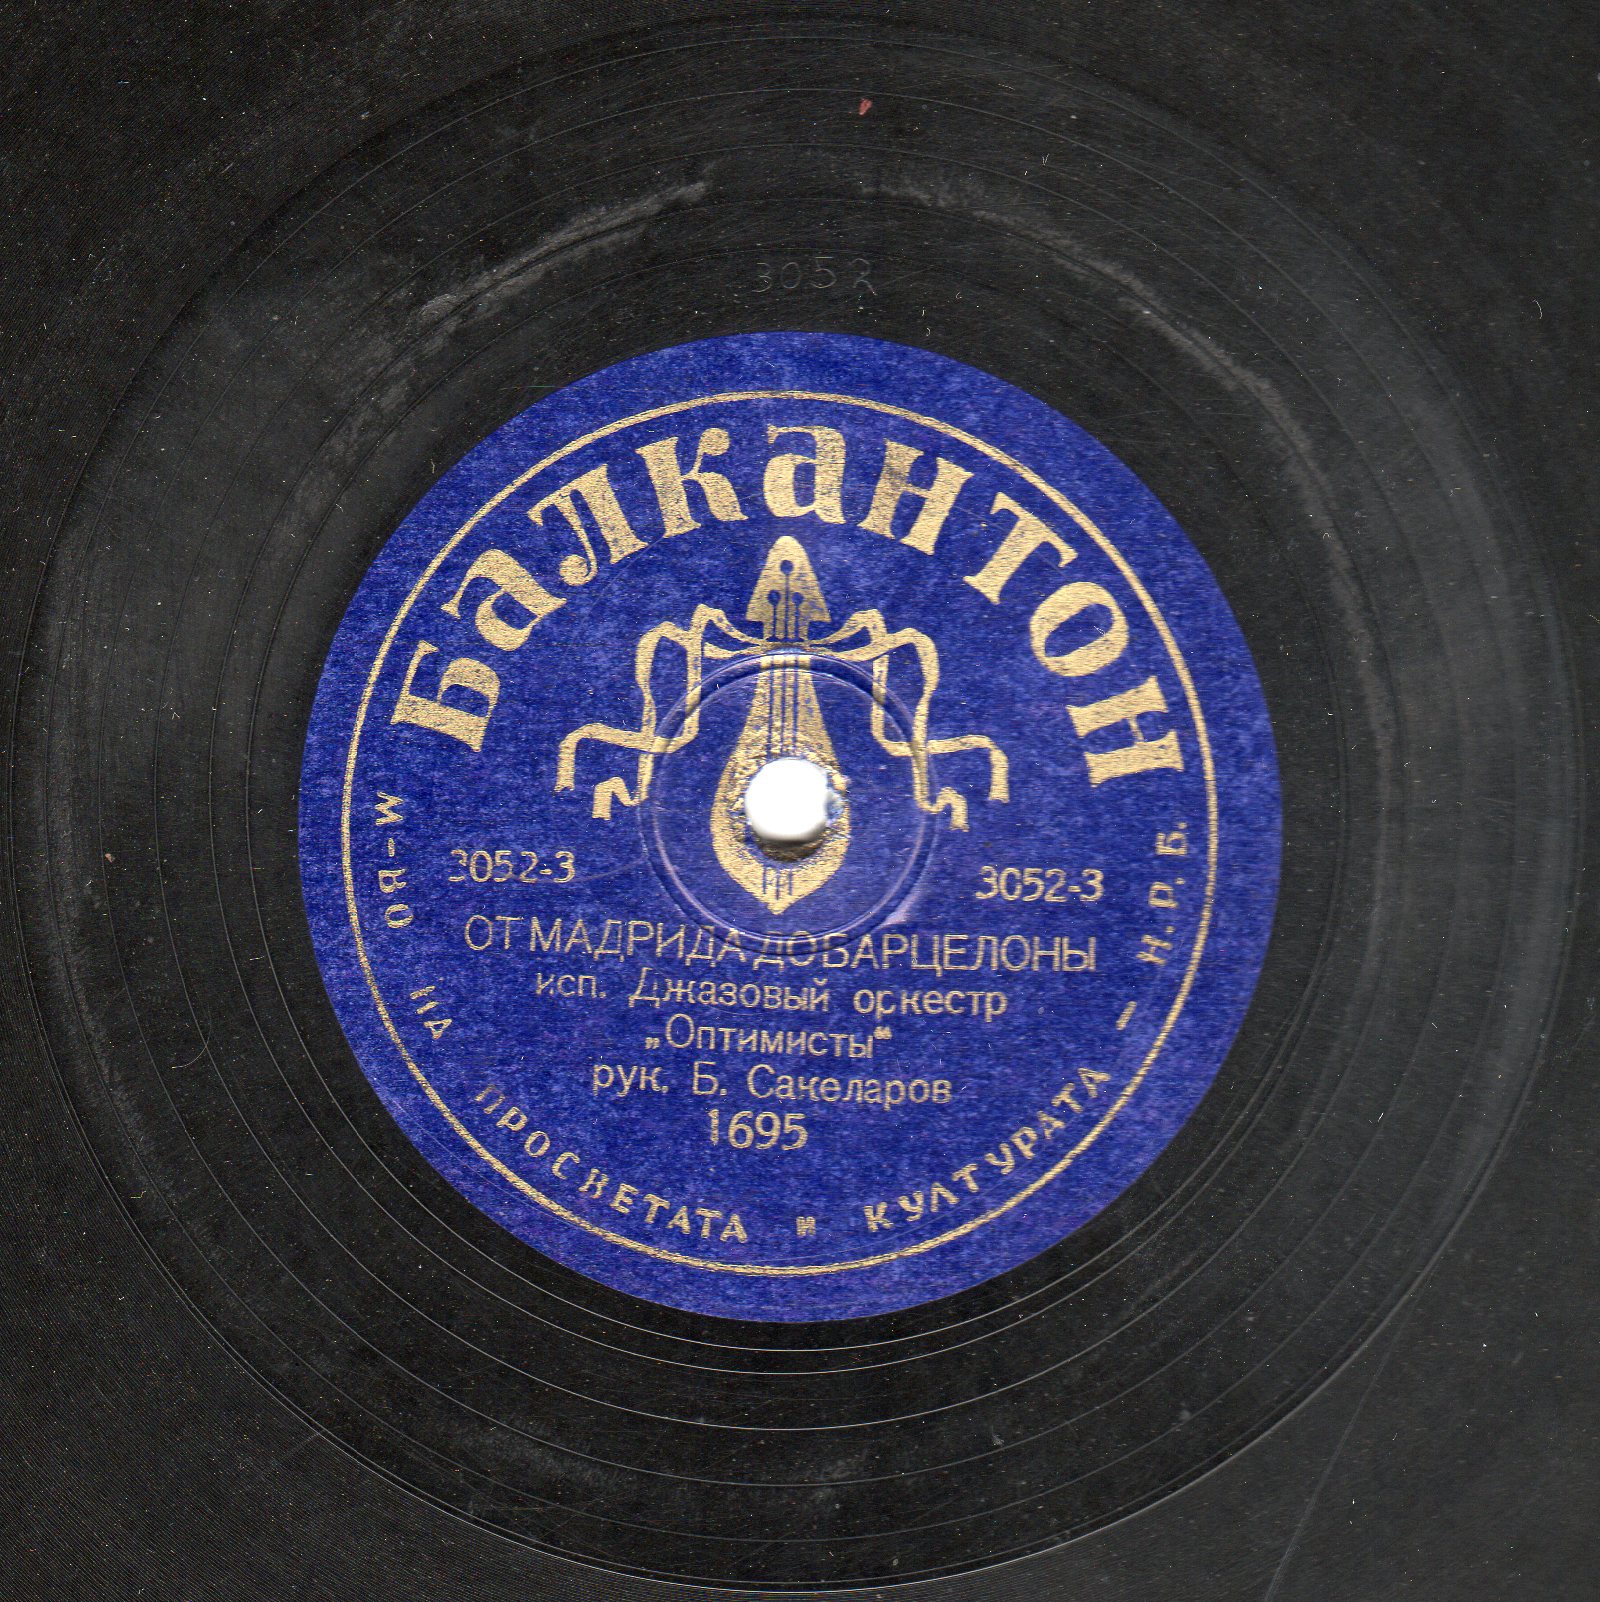 3052
Балкантон
3052-3 3052-3
ОТ МАДРИДА ДО БАРЦЕЛОНЫ
исп. Джазовый оркестр
„Оптимисты“
рук. Б. Сакеларов
1695
М-ВО НА ПРОСВЕТАТА и КУЛТУРАТА – Н.Р.Б.